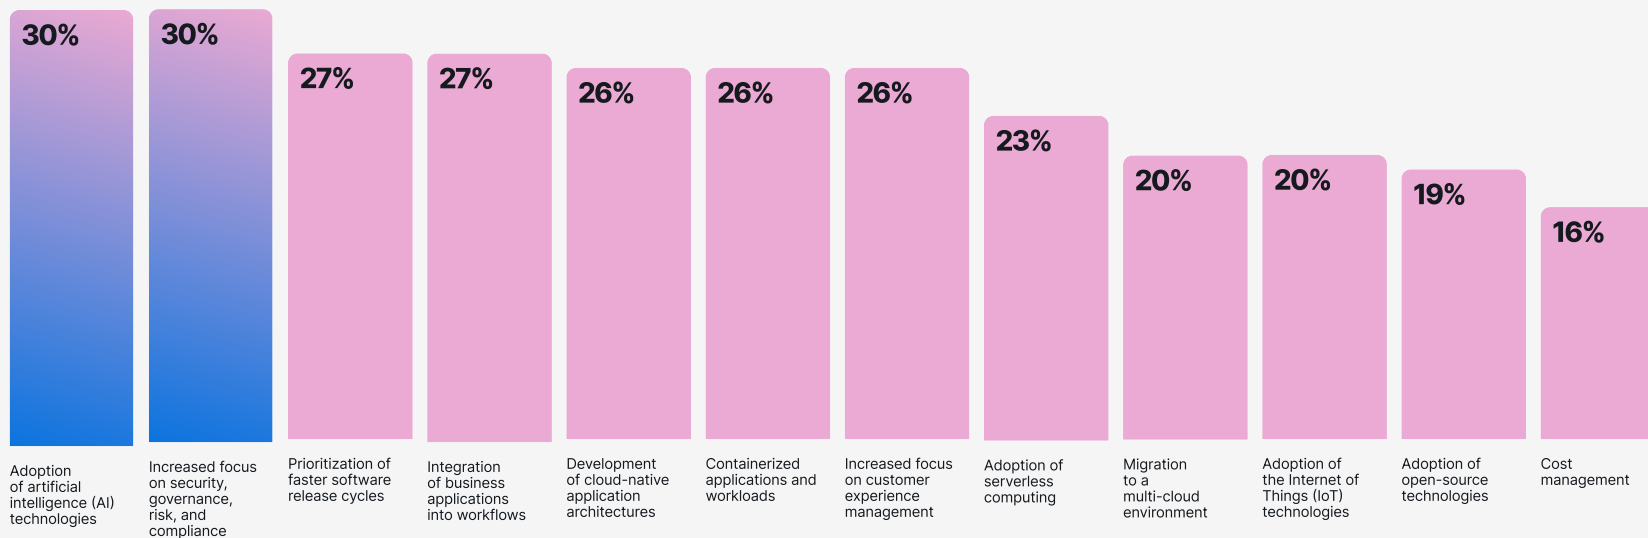 30%
30%
27%
27%
26%
26%
26%
23%
20%
20%
19%
16%
Adoption
of artificial
intelligence (AI)
technologies
Increased focus
on security,
governance,
risk, and
compliance
Prioritization of
faster software
release cycles
Integration
of business
applications
into workflows
Development
of cloud-native
application
architectures
Containerized
applications and
workloads
Increased focus
on customer
experience
management
Adoption of
serverless
computing
Migration
to a
multi-cloud
environment
Adoption of
the Internet of
Things (IoT)
technologies
Adoption of
open-source
technologies
Cost
management